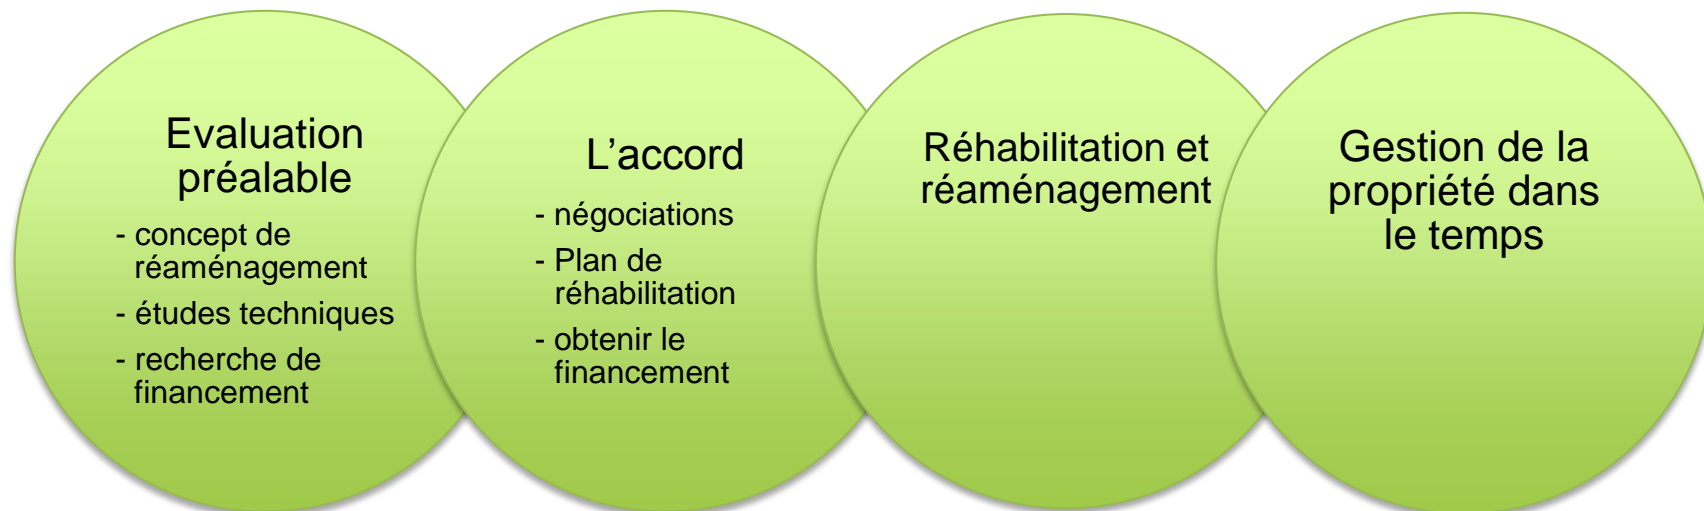 Evaluation
préalable
- concept de
réaménagement
- études techniques
- recherche de
financement
L’accord
- négociations
- Plan de
réhabilitation
- obtenir le
financement
Réhabilitation et
réaménagement
Gestion de la
propriété dans
le temps